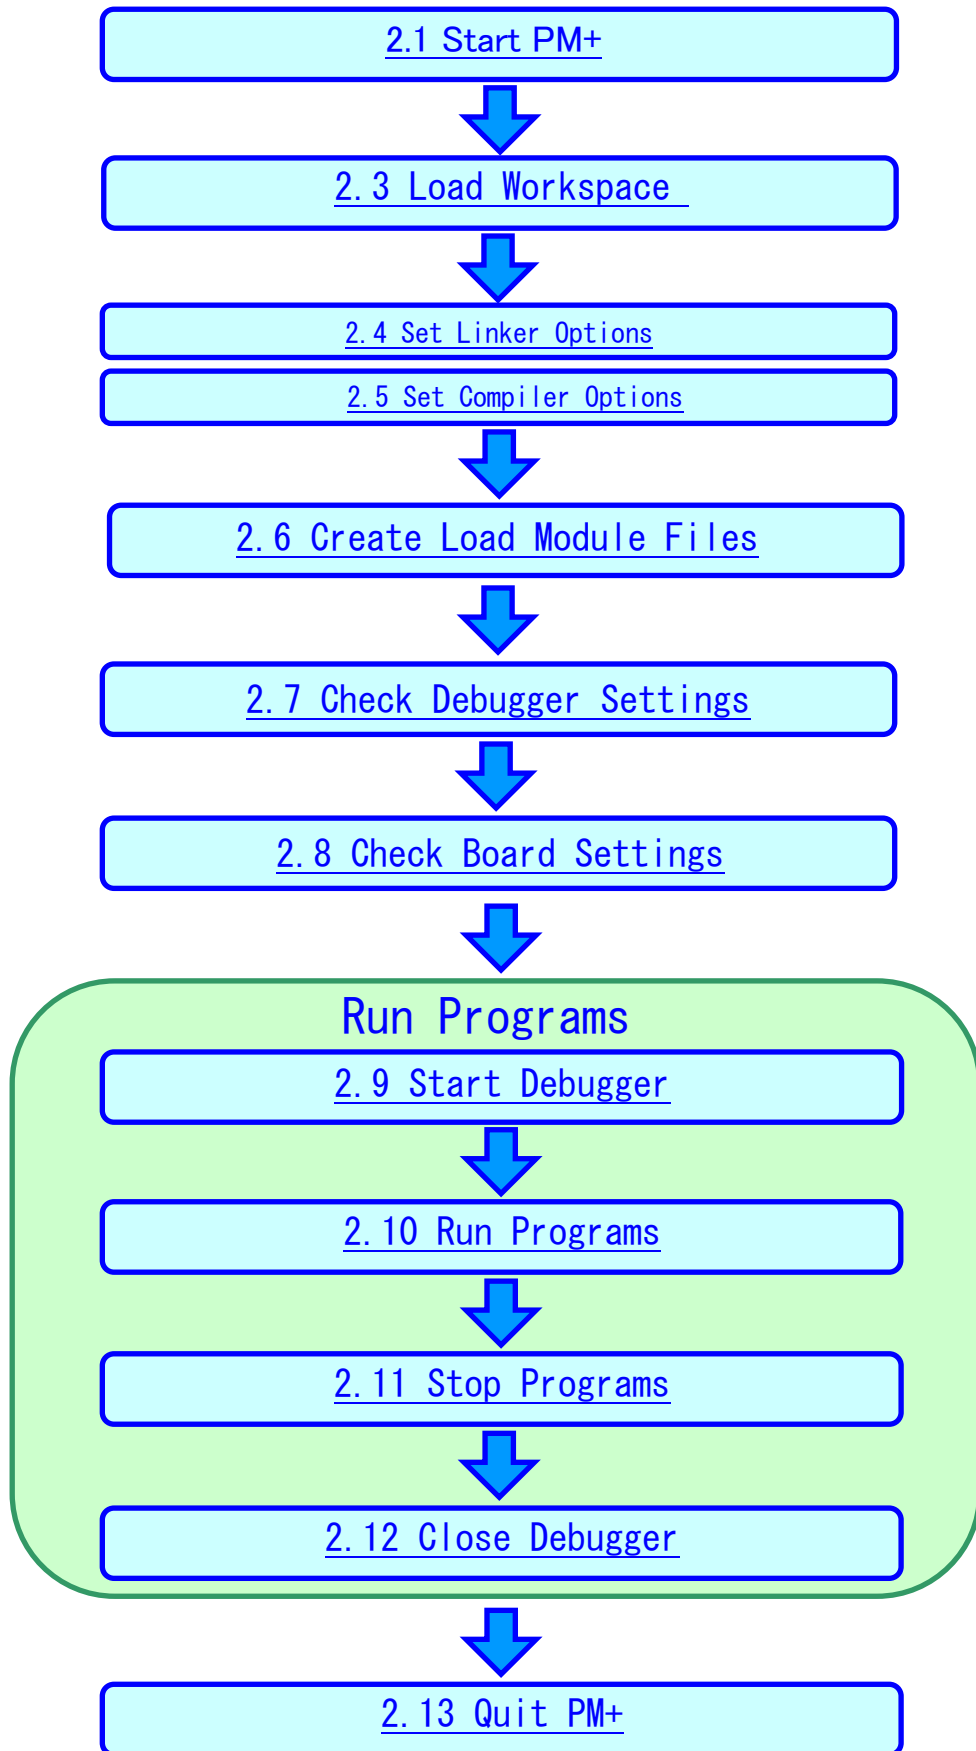 2.1 Start PM+
2.3 Load Workspace
2.4 Set Linker Options
2.5 Set Compiler Options
2.6 Create Load Module Files
2.7 Check Debugger Settings
2.8 Check Board Settings
Run Programs
2.9 Start Debugger
2.10 Run Programs
2.11 Stop Programs
2.12 Close Debugger
2.13 Quit PM+